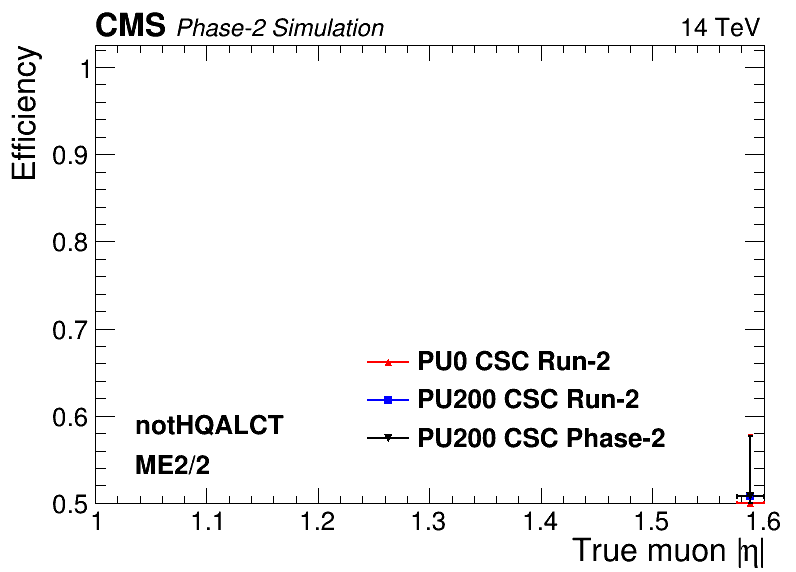 CMS Phase-2 Simulation 14 TeV
Efficiency
1
0.9
0.8
0.7
0.6
0.5
PU0 CSC Run-2
PU200 CSC Run-2
PU200 CSC Phase-2
notHQALCT
ME2/2
1 1.1 1.2 1.3 1.4 1.5 1.6
True muon |η|